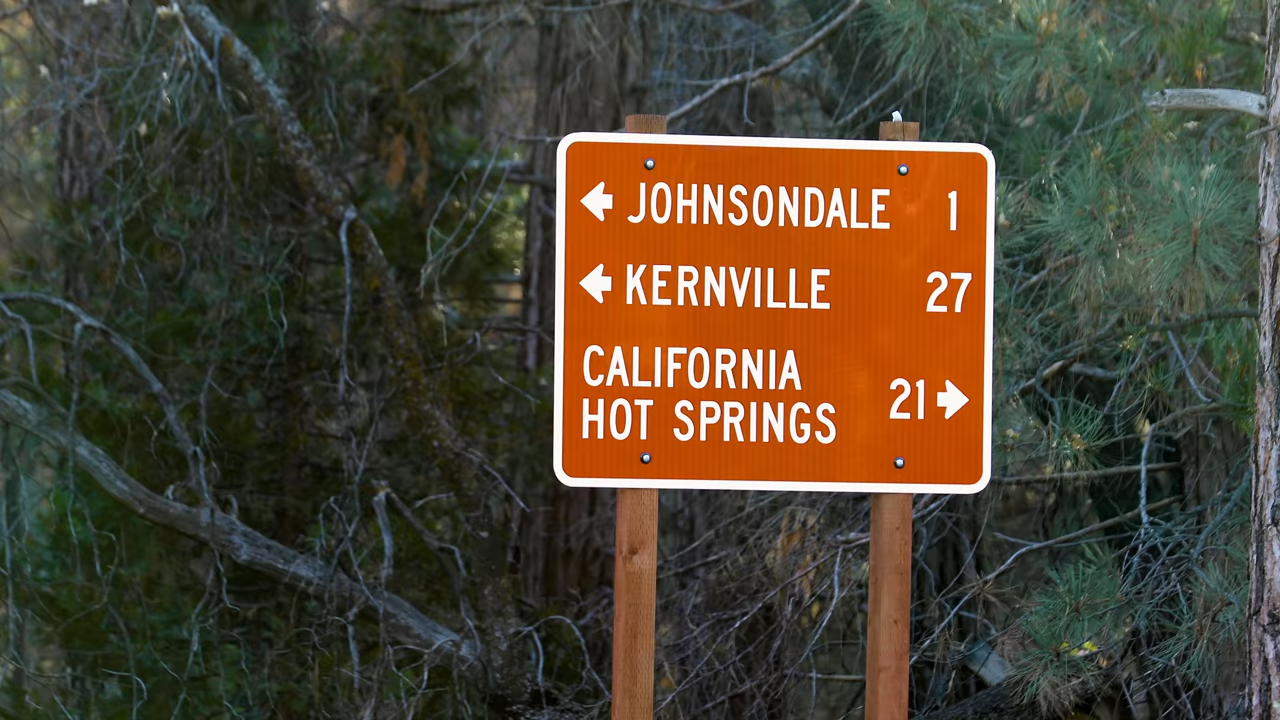 ← JOHNSONDALE 1
← KERNVILLE 27
CALIFORNIA
HOT SPRINGS 21 →